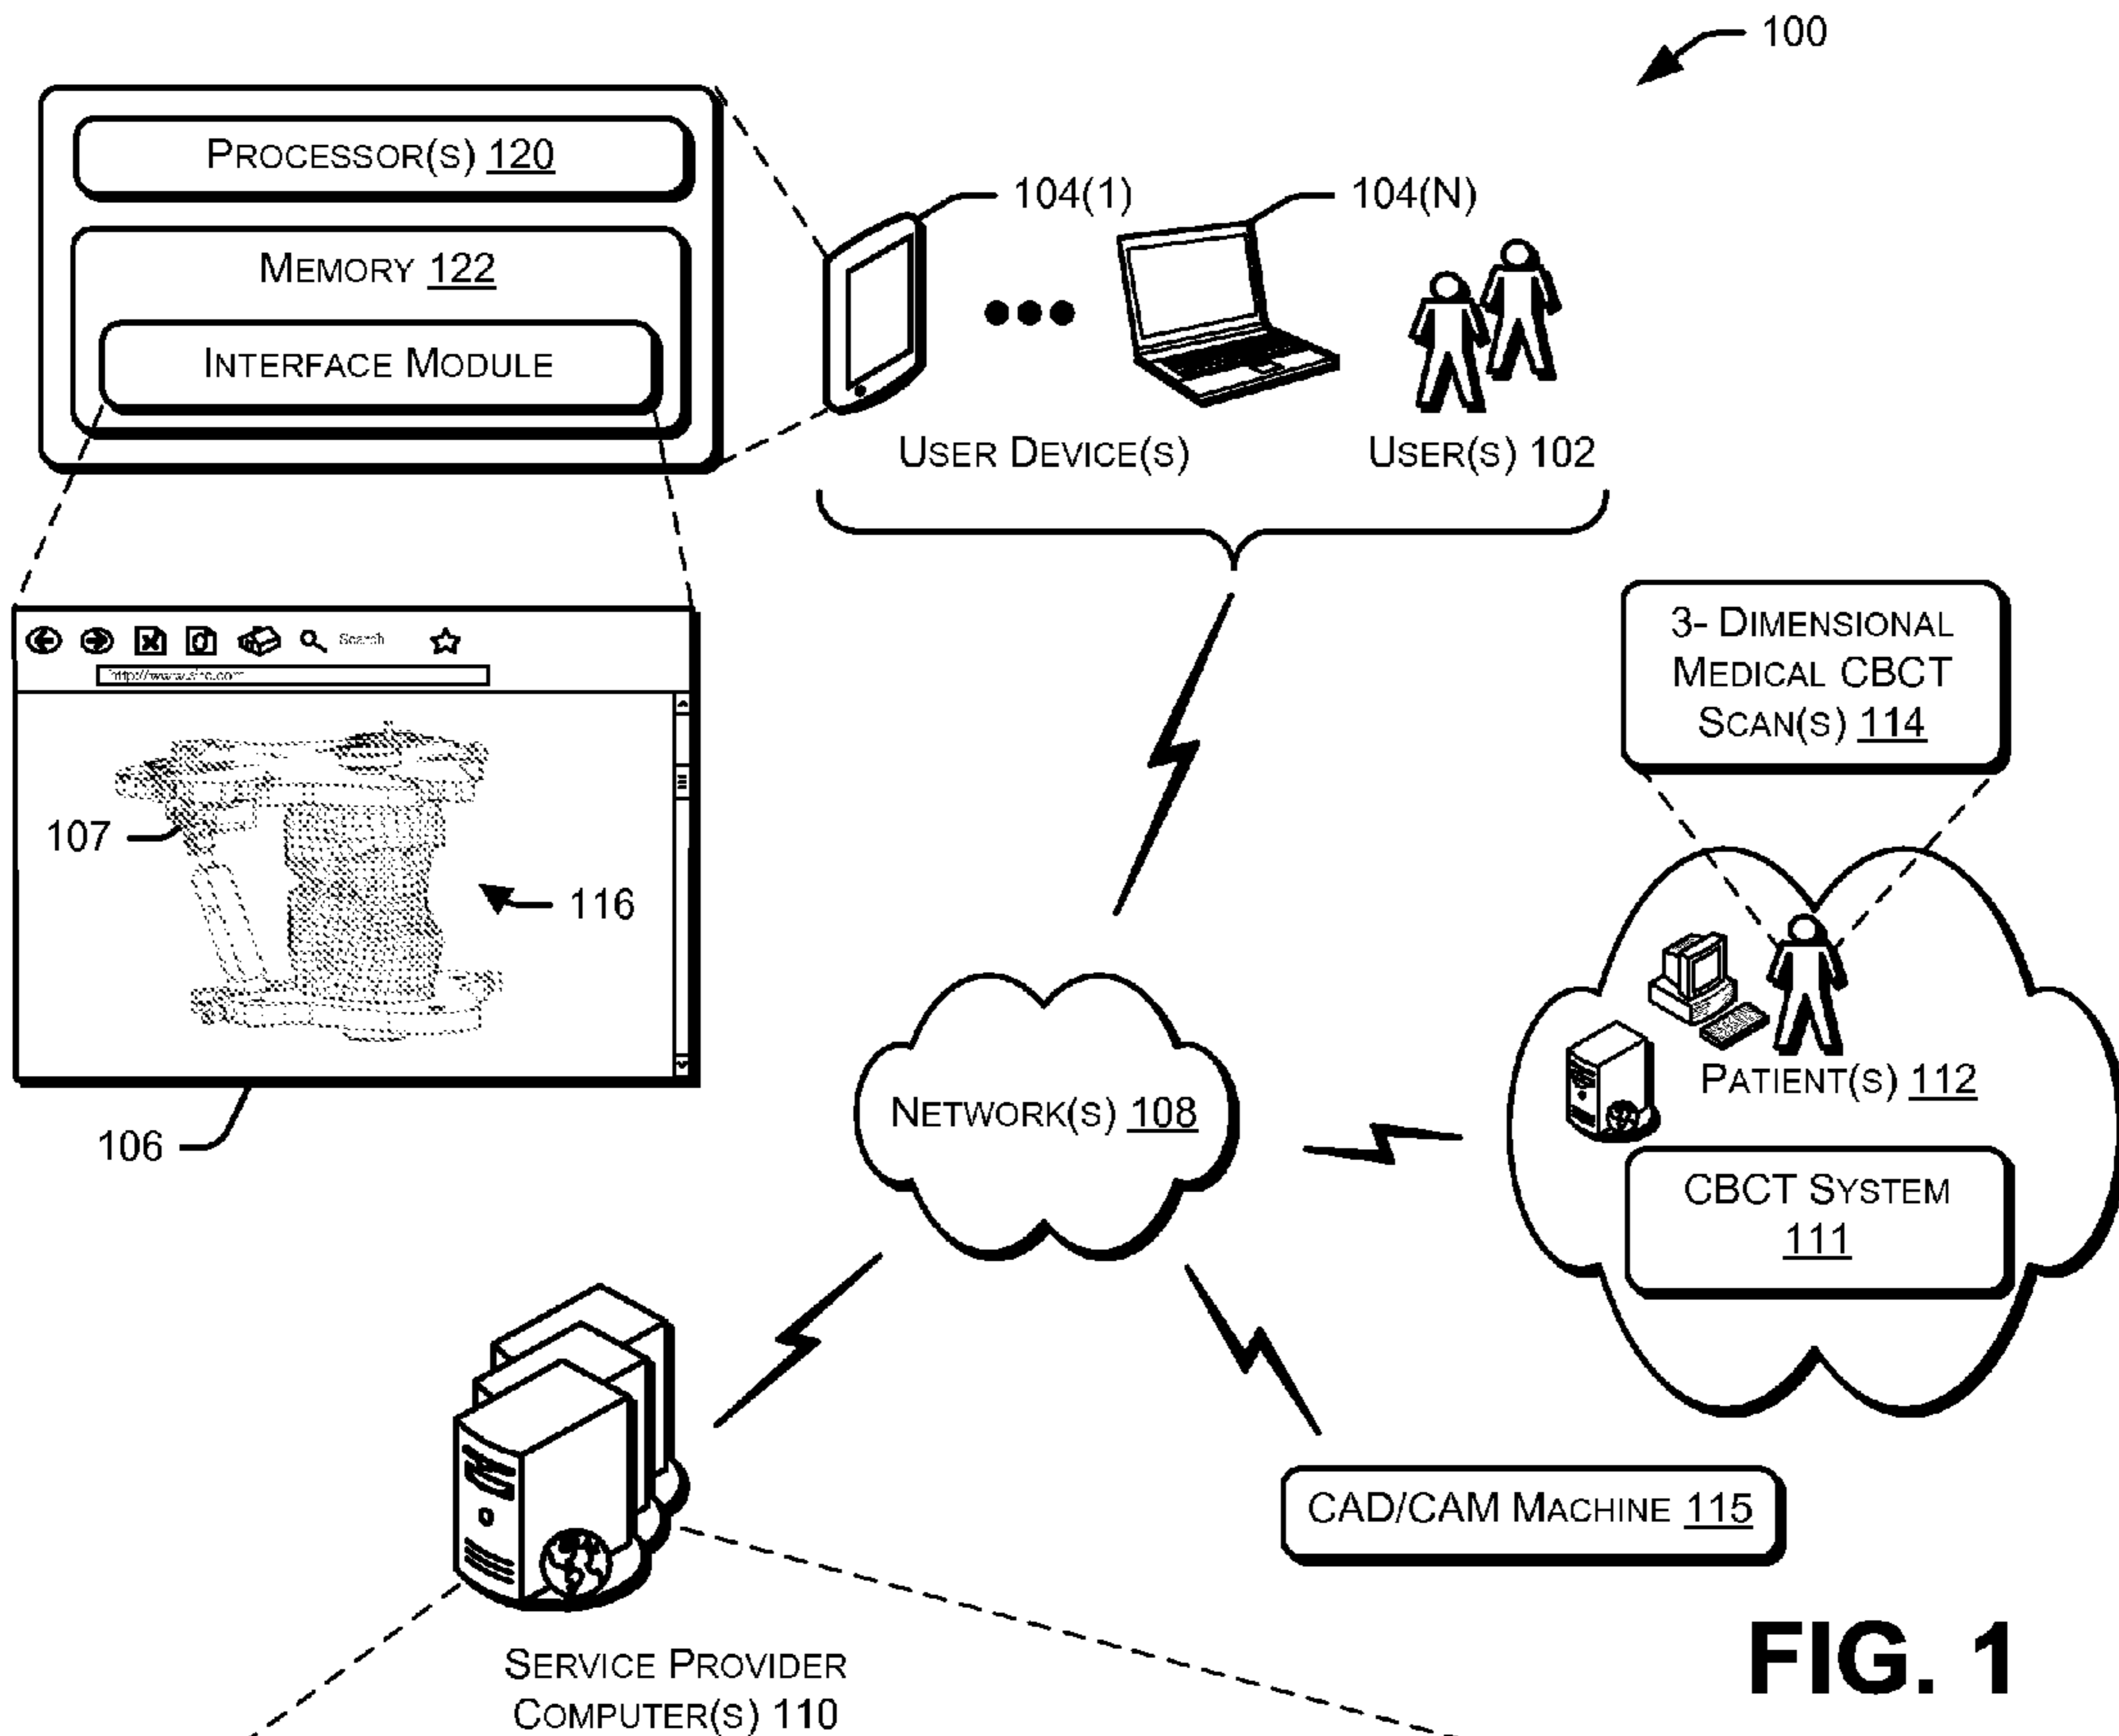 100
PROCESSOR(S) 120
MEMORY 122
INTERFACE MODULE
104(1)
104(N)
USER DEVICE(S)
USER(S) 102
Search
107
116
106
3- DIMENSIONAL
MEDICAL CBCT
SCAN(S) 114
PATIENT(S) 112
CBCT SYSTEM
111
NETWORK(S) 108
CAD/CAM MACHINE 115
SERVICE PROVIDER
COMPUTER(S) 110
FIG. 1